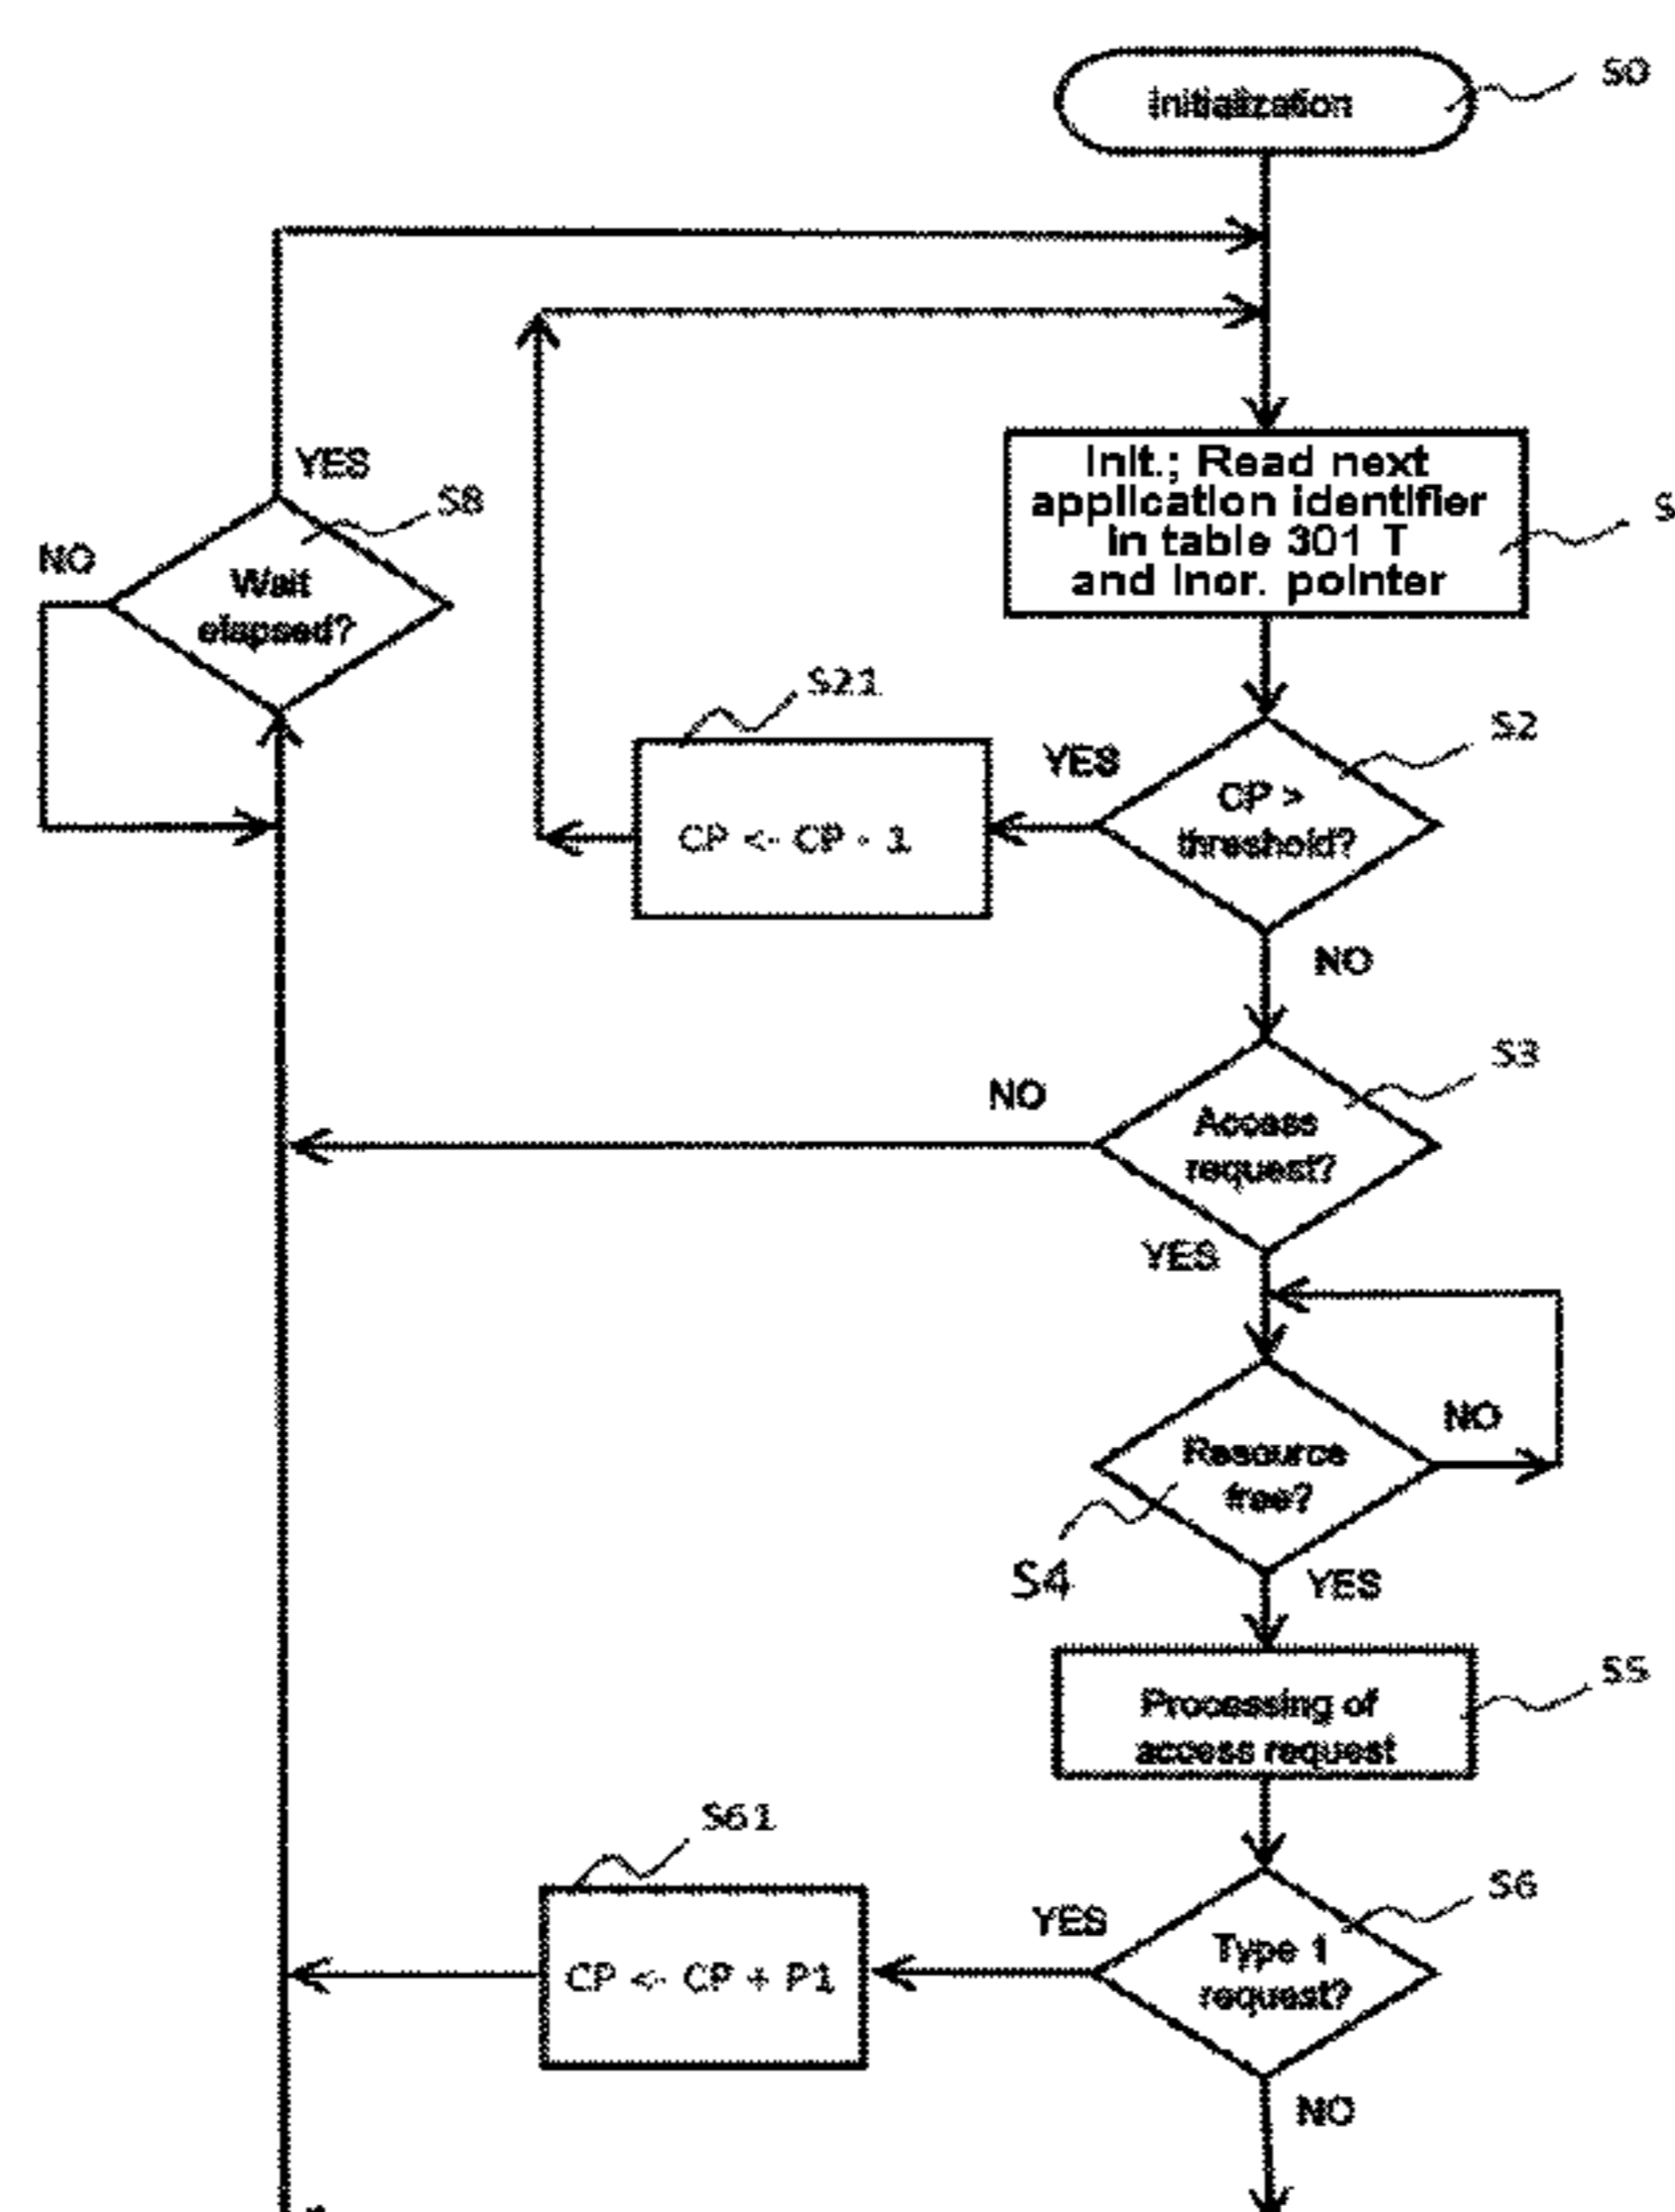 Initialization
S0
Init.; Read next
application identifier
in table 301 T
and Incr. pointer
S
YES
S8
NO
Wait
elapsed?
S21
CP <- CP - 1
YES
S2
CP >
threshold?
NO
S3
NO
Access
request?
YES
NO
Resource
free?
S4
YES
S5
Processing of
access request
S61
CP <- CP + P1
YES
S6
Type 1
request?
NO